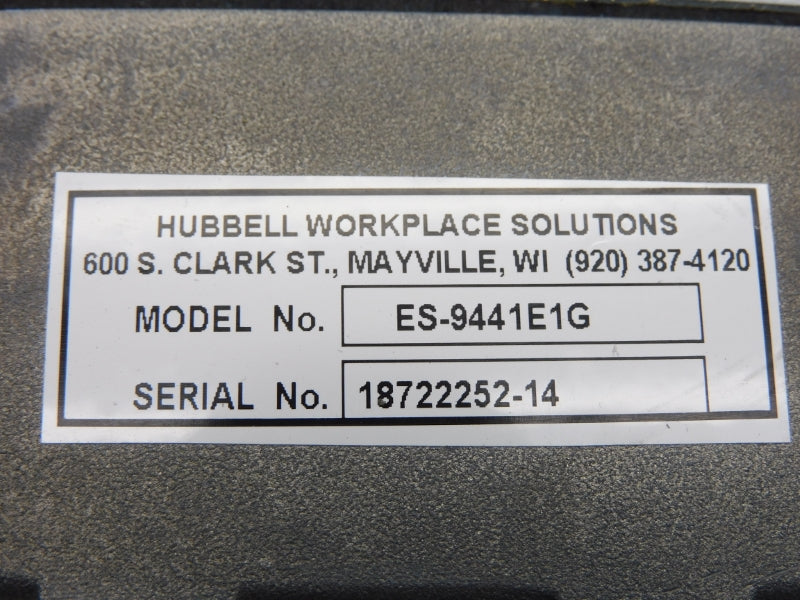 HUBBELL WORKPLACE SOLUTIONS
600 S. CLARK ST., MAYVILLE, WI (920) 387-4120
MODEL No. ES-9441E1G
SERIAL No. 18722252-14